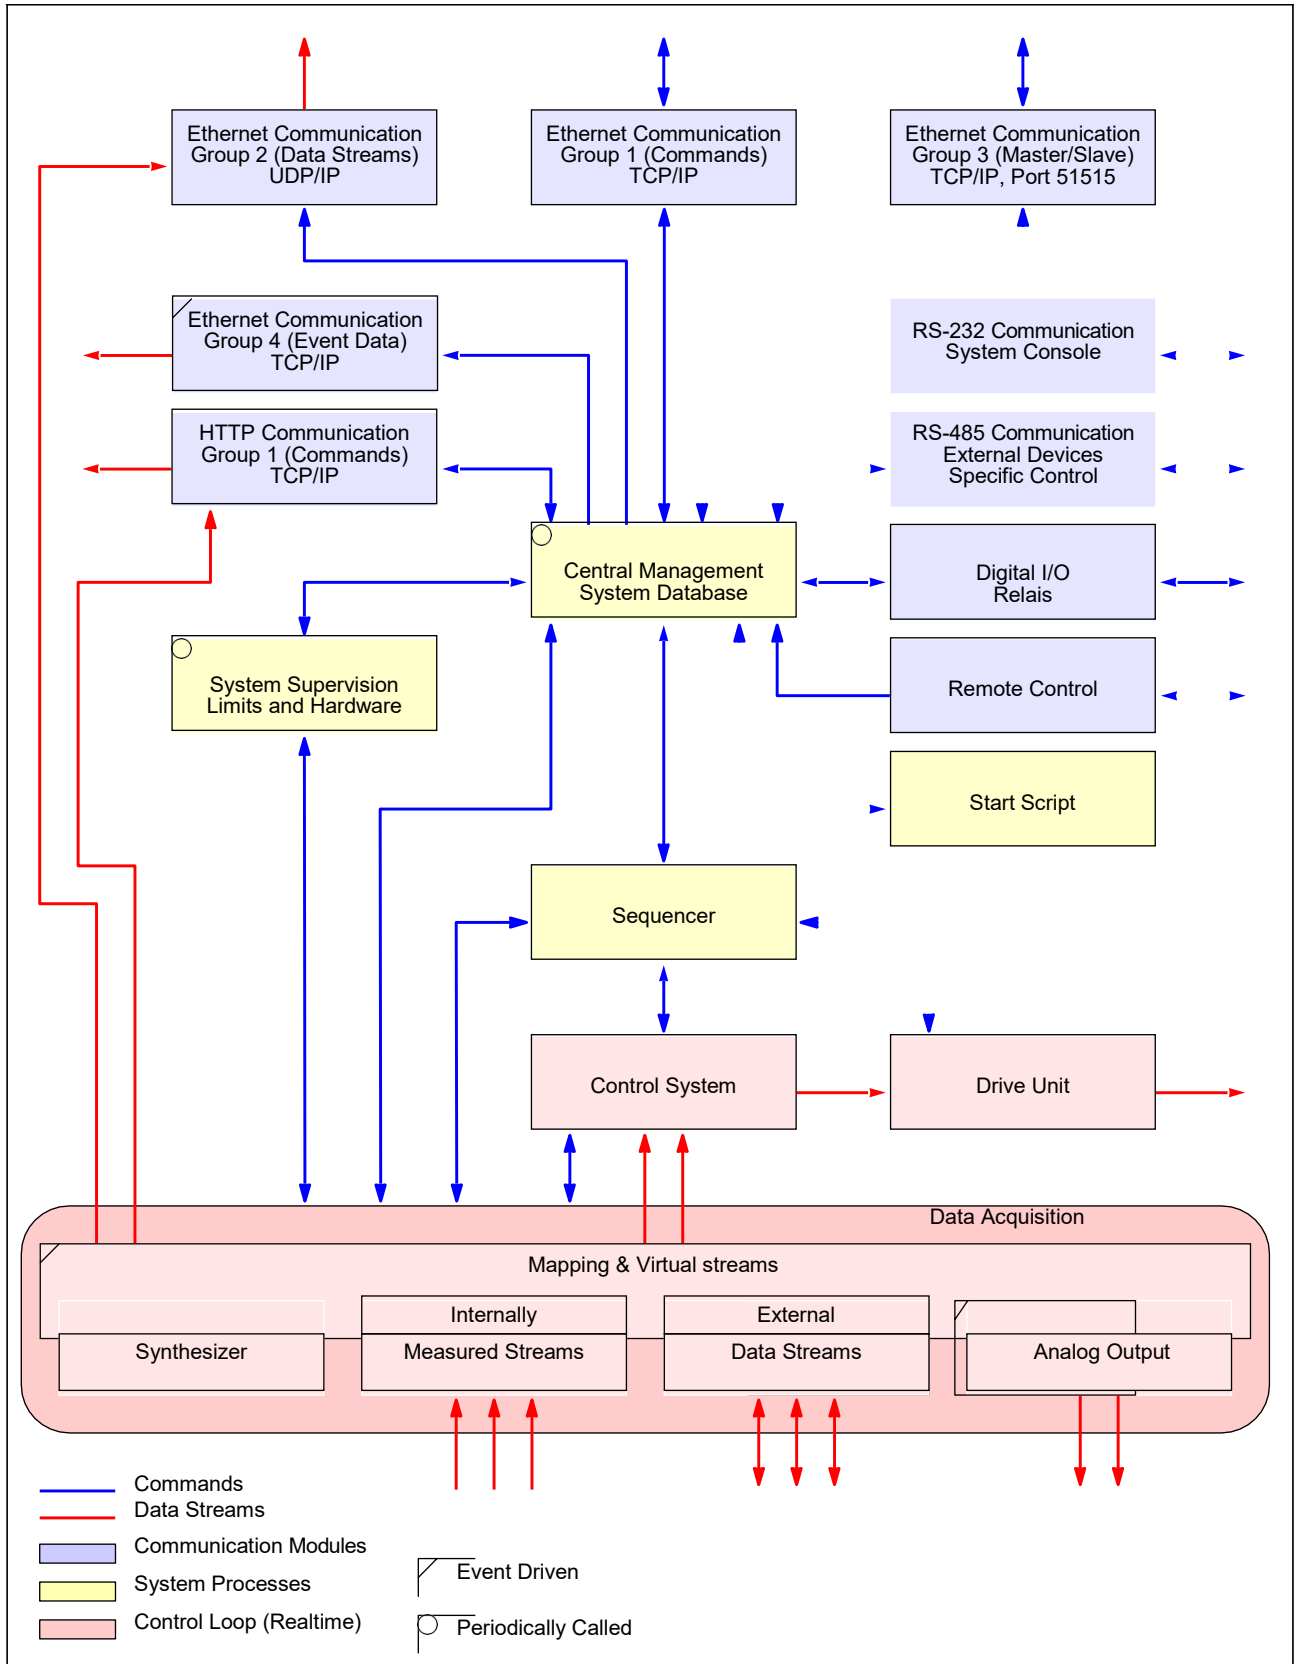 Ethernet Communication
Group 2 (Data Streams)
UDP/IP
Ethernet Communication
Group 1 (Commands)
TCP/IP
Ethernet Communication
Group 3 (Master/Slave)
TCP/IP, Port 51515
Ethernet Communication
Group 4 (Event Data)
TCP/IP
RS-232 Communication
System Console
HTTP Communication
Group 1 (Commands)
TCP/IP
RS-485 Communication
External Devices
Specific Control
Central Management
System Database
Digital I/O
Relais
System Supervision
Limits and Hardware
Remote Control
Start Script
Sequencer
Control System
Drive Unit
Data Acquisition
Mapping & Virtual streams
Synthesizer
Internally
Measured Streams
External
Data Streams
Analog Output
Commands
Data Streams
Communication Modules
System Processes
Control Loop (Realtime)
Event Driven
Periodically Called